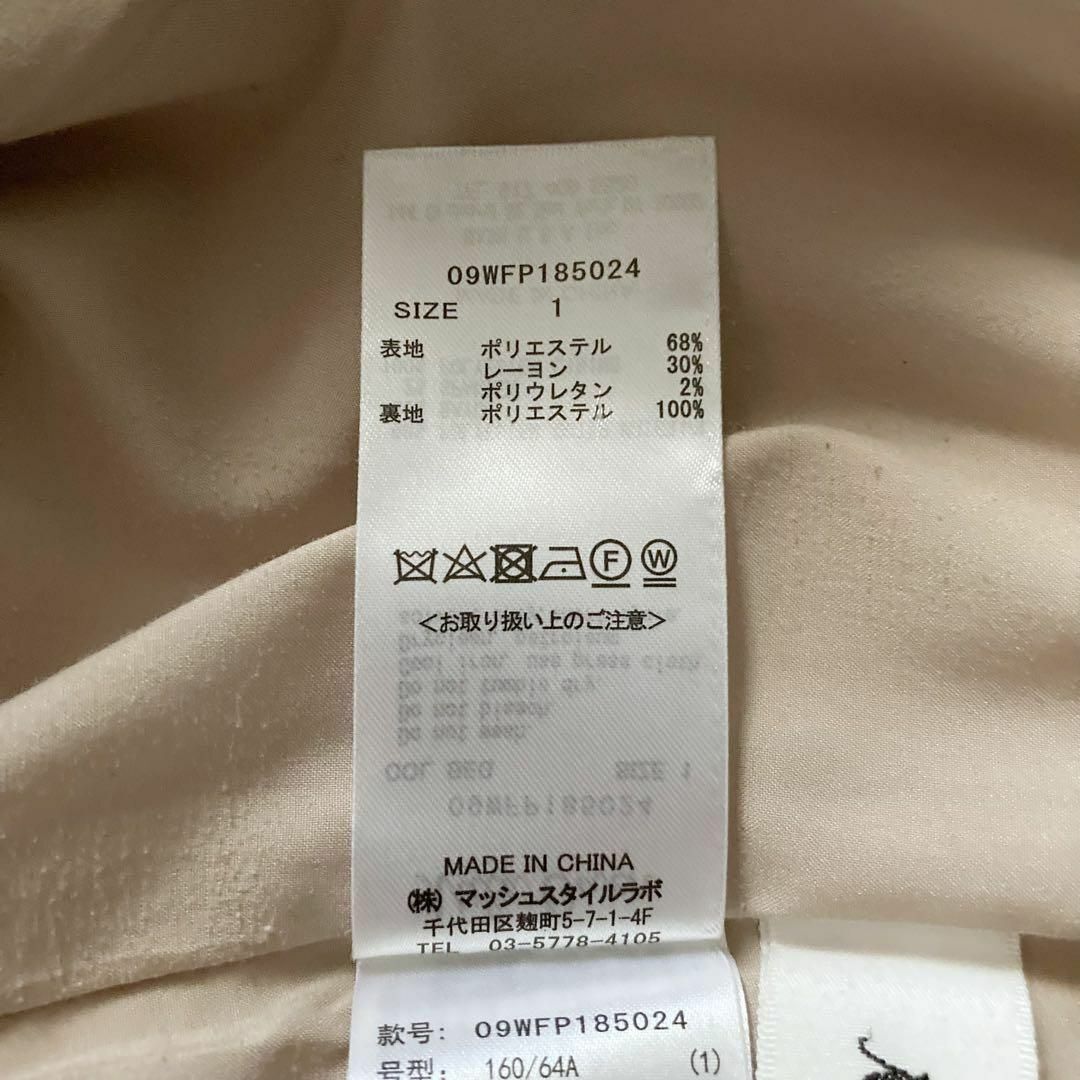 09WFP185024
SIZE 1
表地 ポリエステル 68%
レーヨン 30%
ポリウレタン 2%
裏地 ポリエステル 100%
F W
<お取り扱い上のご注意>
MADE IN CHINA
㈱ マッシュスタイルラボ
千代田区麹町5-7-1-4F
TEL 03-5778-4105
款号: 09WFP185024
号型: 160/64A (1)